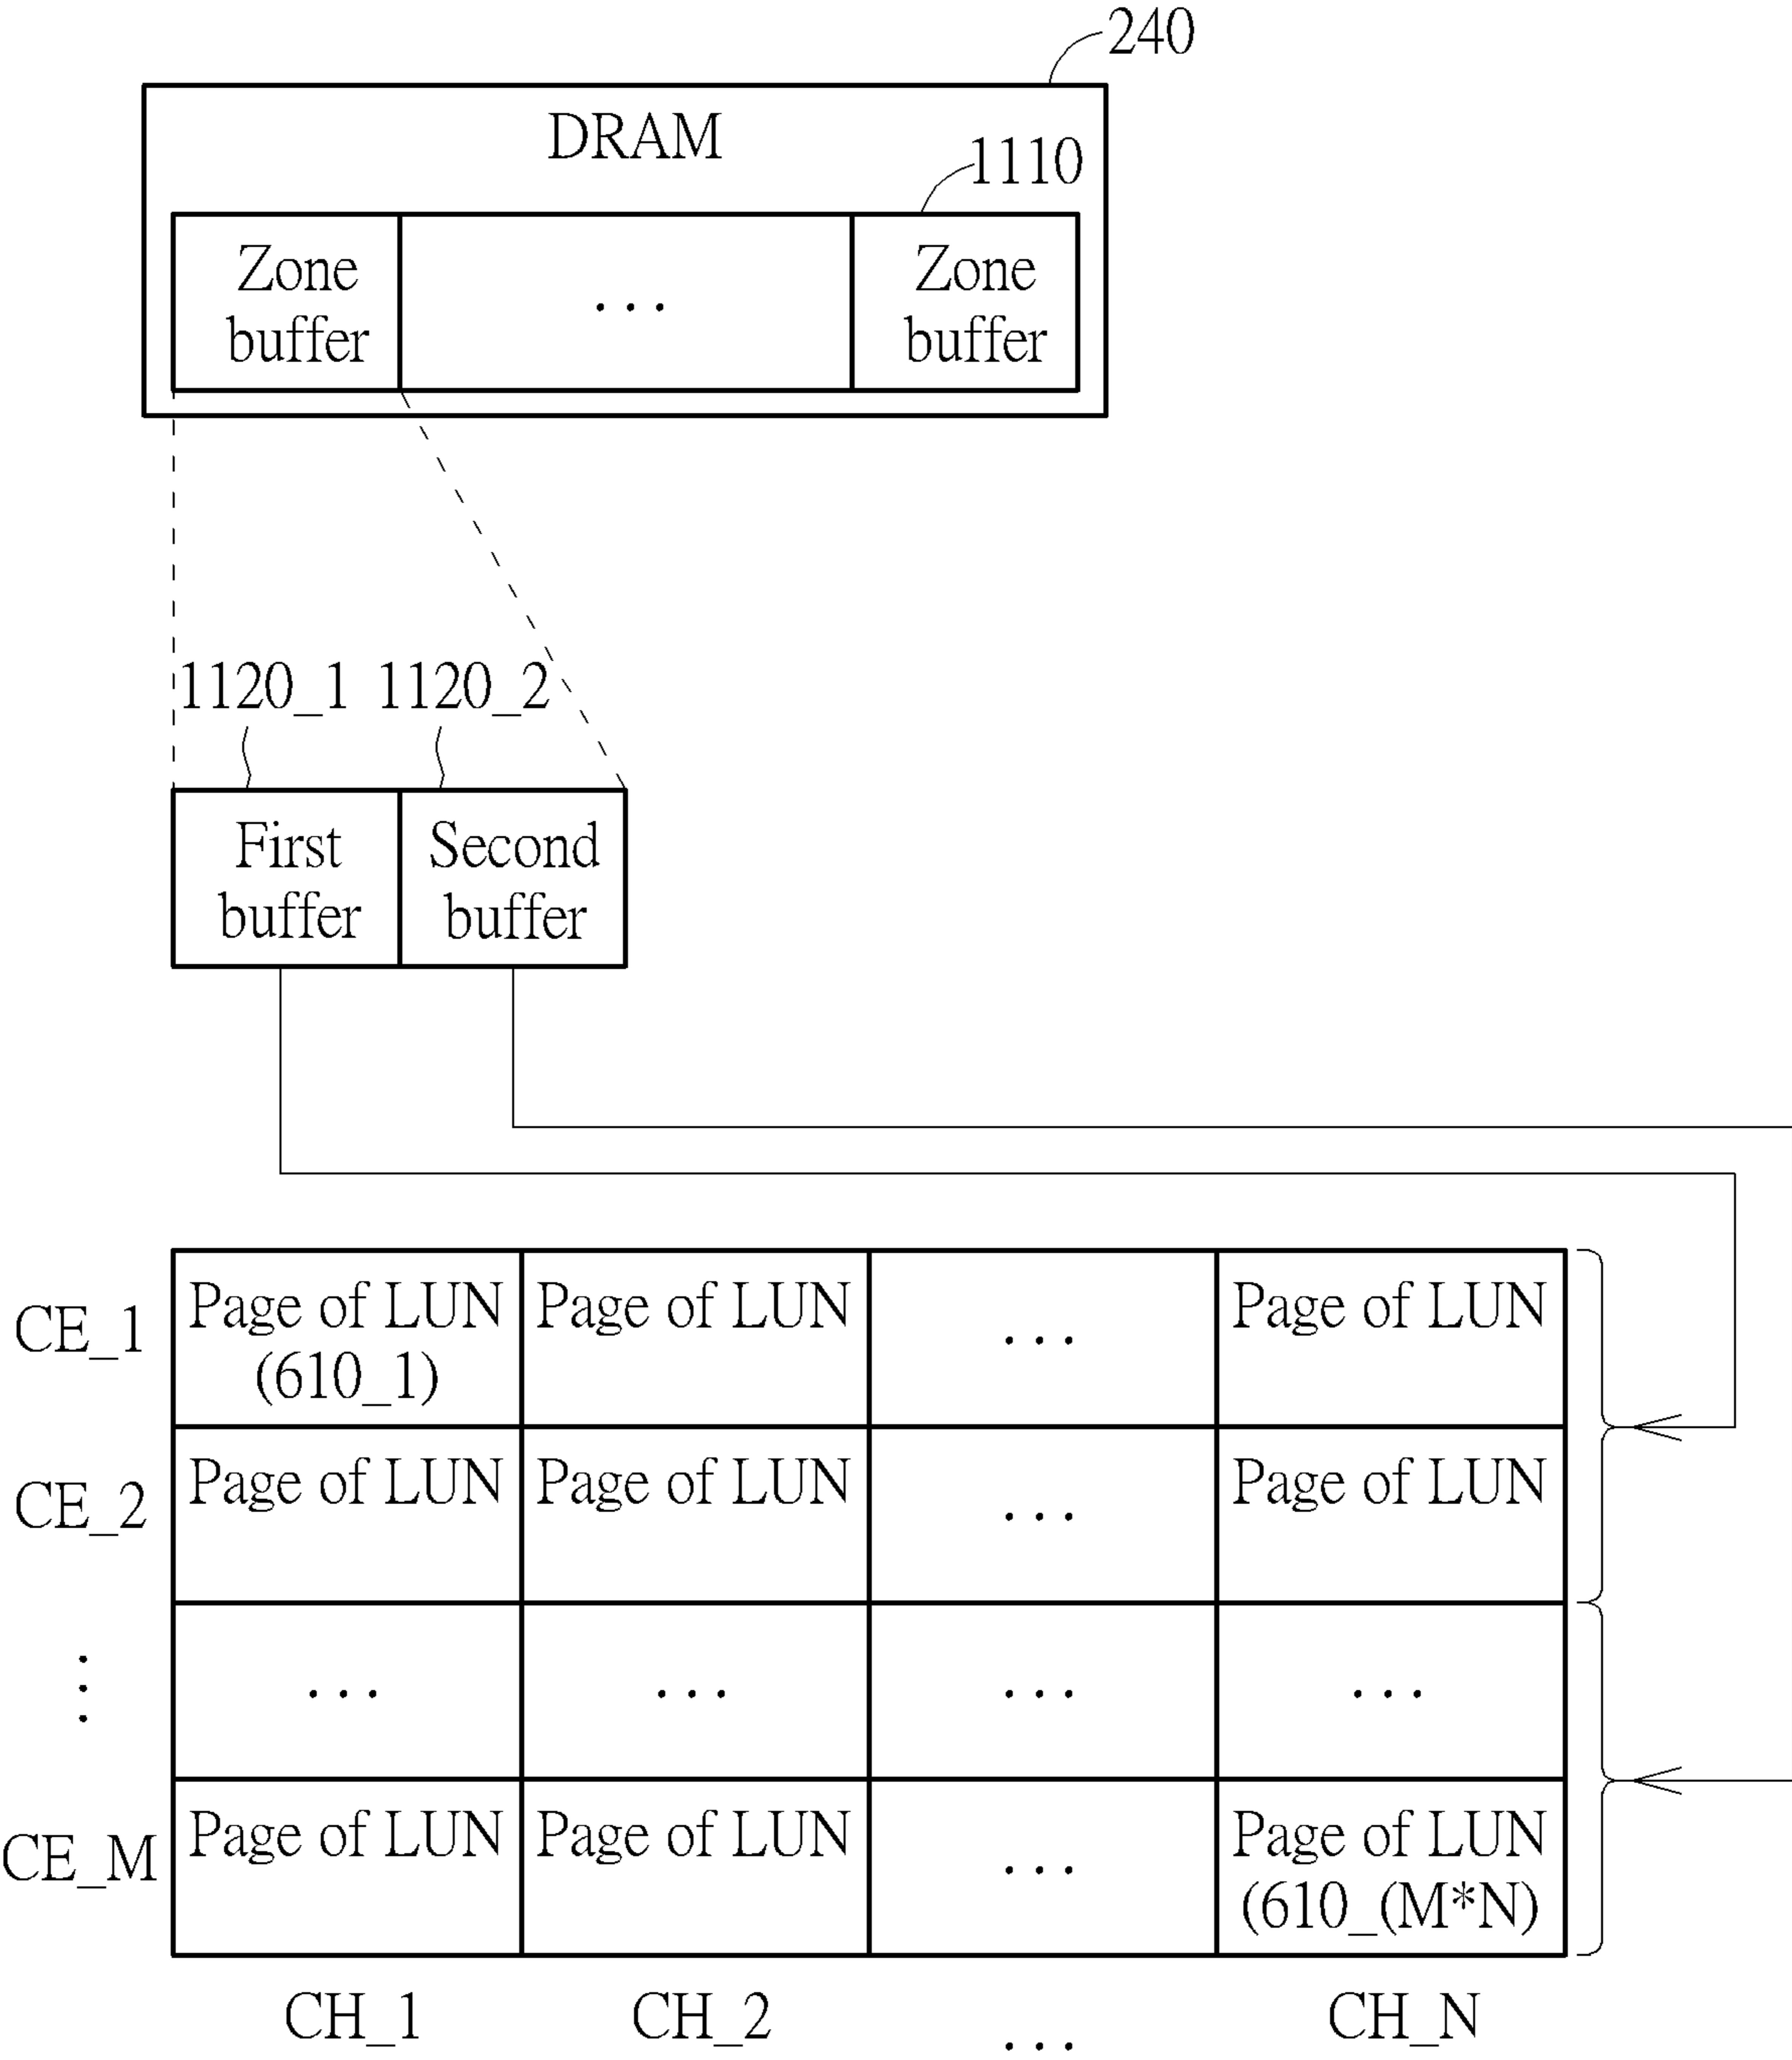 240
DRAM
1110
Zone
buffer
...
Zone
buffer
1120_1 1120_2
First
buffer
Second
buffer
CE_1
Page of LUN
(610_1)
Page of LUN
...
Page of LUN
CE_2
Page of LUN
Page of LUN
...
Page of LUN
...
... ... ... ...
CE_M
Page of LUN
Page of LUN
...
Page of LUN
(610_(M*N)
CH_1 CH_2 ... CH_N